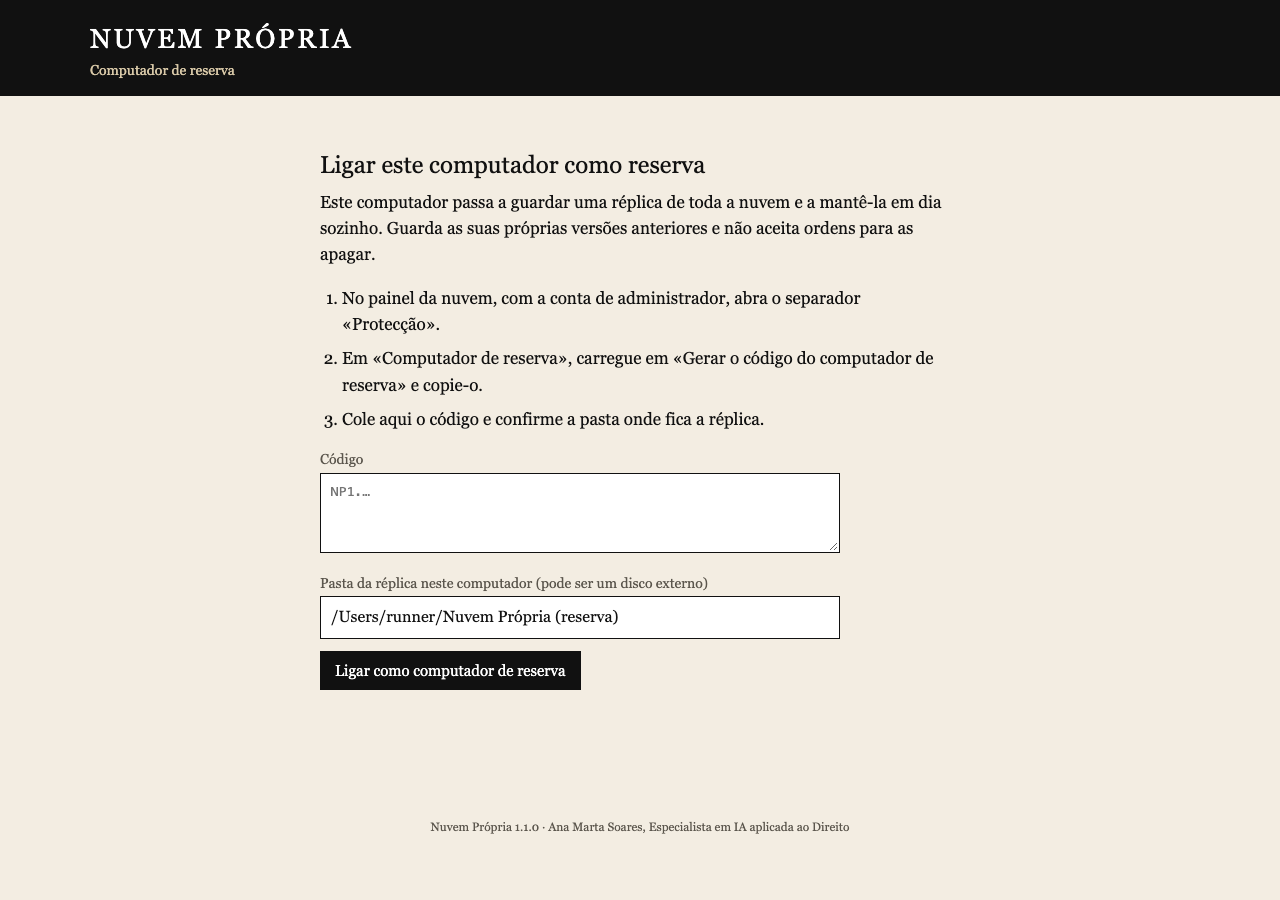 NUVEM PRÓPRIA
Computador de reserva
Ligar este computador como reserva
Este computador passa a guardar uma réplica de toda a nuvem e a mantê-la em dia
sozinho. Guarda as suas próprias versões anteriores e não aceita ordens para as
apagar.
1. No painel da nuvem, com a conta de administrador, abra o separador
«Protecção».
2. Em «Computador de reserva», carregue em «Gerar o código do computador de
reserva» e copie-o.
3. Cole aqui o código e confirme a pasta onde fica a réplica.
Código
NP1.…
Pasta da réplica neste computador (pode ser um disco externo)
/Users/runner/Nuvem Própria (reserva)
Ligar como computador de reserva
Nuvem Própria 1.1.0 · Ana Marta Soares, Especialista em IA aplicada ao Direito